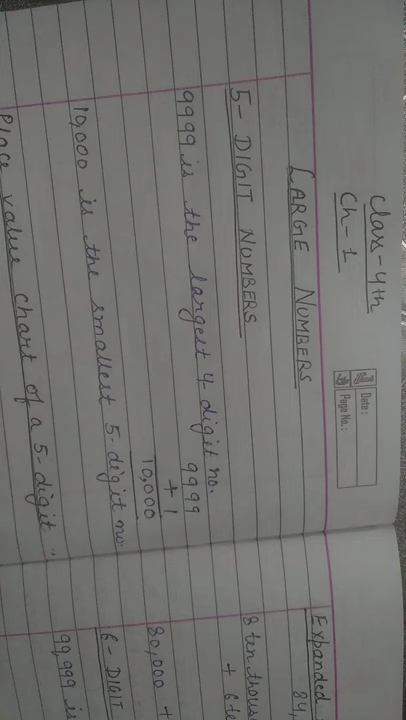 Class-4th
Ch-1
Date:
Page No.:
LARGE NUMBERS
5-DIGIT NUMBERS
9999 is the largest 4 digit no.
9999
+ 1
10,000
10,000 is the smallest 5-digit no.
Place value chart of a 5-digit
Expanded
84,
8 ten thous
+ 6 te
80,000 +
6-DIGIT
99,999 is